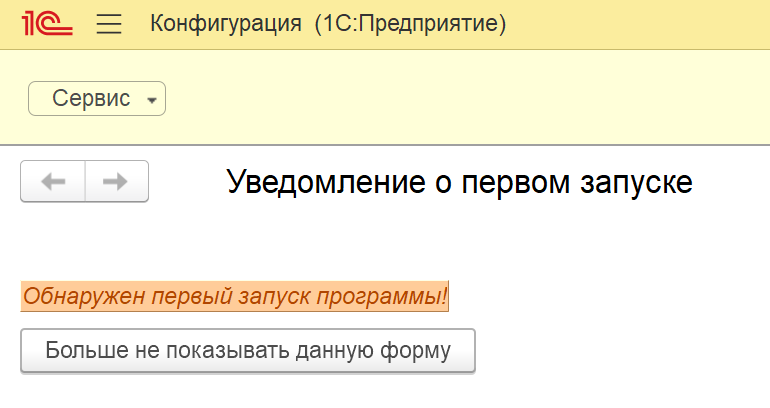 1С Конфигурация (1С:Предприятие)
Сервис
Уведомление о первом запуске
Обнаружен первый запуск программы!
Больше не показывать данную форму